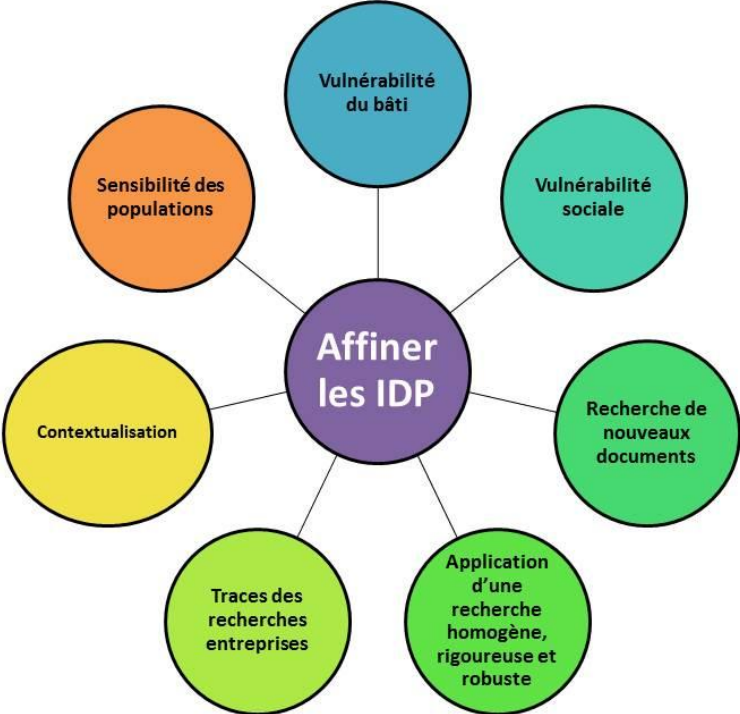 Vulnérabilité
du bâti
Sensibilité des
populations
Vulnérabilité
sociale
Affiner
les IDP
Contextualisation
Recherche de
nouveaux
documents
Traces des
recherches
entreprises
Application
d’une
recherche
homogène,
rigoureuse et
robuste